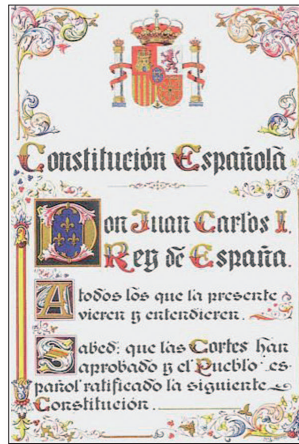 Constitución Española
Don Juan Carlos I,
Rey de España.
A todos los que la presente
vieren y entendieren.
Sabed: que las Cortes han
aprobado y el Pueblo es-
pañol ratificado la siguiente
Constitución.